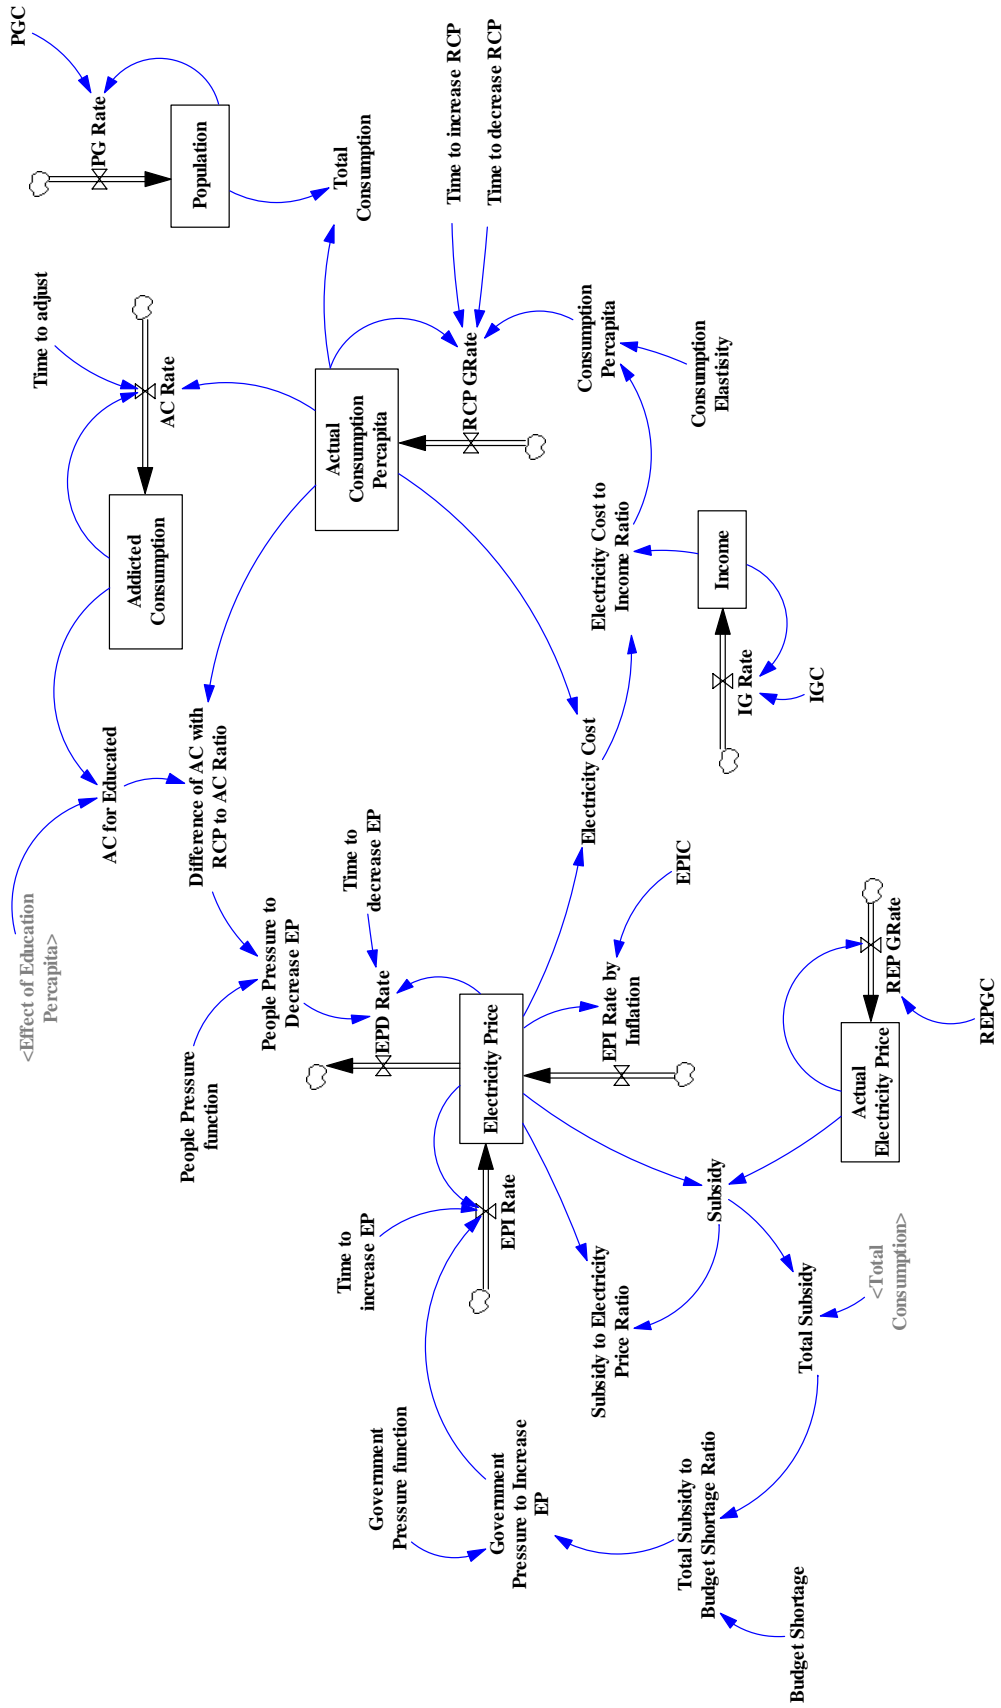 PGC
PG Rate
Population
Total
Consumption
Time to increase RCP
Time to decrease RCP
Time to adjust
AC Rate
Addicted
Consumption
Actual
Consumption
Percapita
RCP GRate
Consumption
Percapita
Consumption
Elastisity
Electricity Cost to
Income Ratio
Income
IG Rate
IGC
AC for Educated
<Effect of Education
Percapita>
Difference of AC with
RCP to AC Ratio
People Pressure to
Decrease EP
People Pressure
function
Time to
decrease EP
EPD Rate
Electricity Price
Electricity Cost
EPIC
EPI Rate by
Inflation
REP GRate
REPGC
Actual
Electricity Price
Time to
increase EP
EPI Rate
Subsidy
Subsidy to Electricity
Price Ratio
Total Subsidy
<Total
Consumption>
Government
Pressure function
Government
Pressure to Increase
EP
Total Subsidy to
Budget Shortage Ratio
Budget Shortage